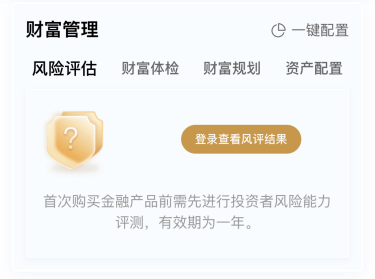 财富管理
一键配置
风险评估 财富体检 财富规划 资产配置
?
登录查看风评结果
首次购买金融产品前需先进行投资者风险能力
评测，有效期为一年。